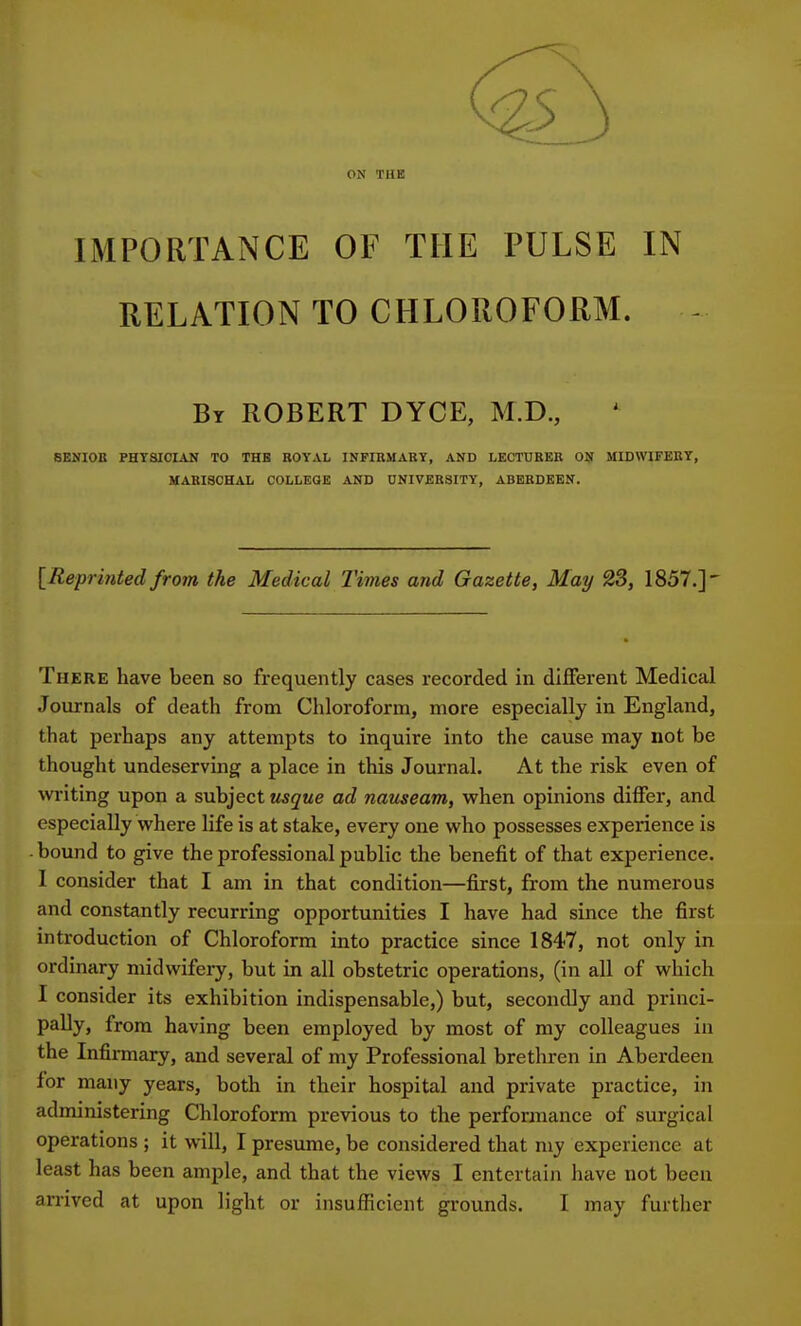 25
ON THE
IMPORTANCE OF THE PULSE IN
RELATION TO CHLOROFORM.
By ROBERT DYCE, M.D.,
SENIOR PHYSICIAN TO THE ROYAL INFIRMARY, AND LECTURER ON MIDWIFERY,
MARISCHAL COLLEGE AND UNIVERSITY, ABERDEEN.
[Reprinted from the Medical Times and Gazette, May 23, 1857.]
There have been so frequently cases recorded in different Medical
Journals of death from Chloroform, more especially in England,
that perhaps any attempts to inquire into the cause may not be
thought undeserving a place in this Journal. At the risk even of
writing upon a subject usque ad nauseam, when opinions differ, and
especially where life is at stake, every one who possesses experience is
bound to give the professional public the benefit of that experience.
I consider that I am in that condition—first, from the numerous
and constantly recurring opportunities I have had since the first
introduction of Chloroform into practice since 1847, not only in
ordinary midwifery, but in all obstetric operations, (in all of which
I consider its exhibition indispensable,) but, secondly and princi-
pally, from having been employed by most of my colleagues in
the Infirmary, and several of my Professional brethren in Aberdeen
for many years, both in their hospital and private practice, in
administering Chloroform previous to the performance of surgical
operations ; it will, I presume, be considered that my experience at
least has been ample, and that the views I entertain have not been
arrived at upon light or insufficient grounds. I may further